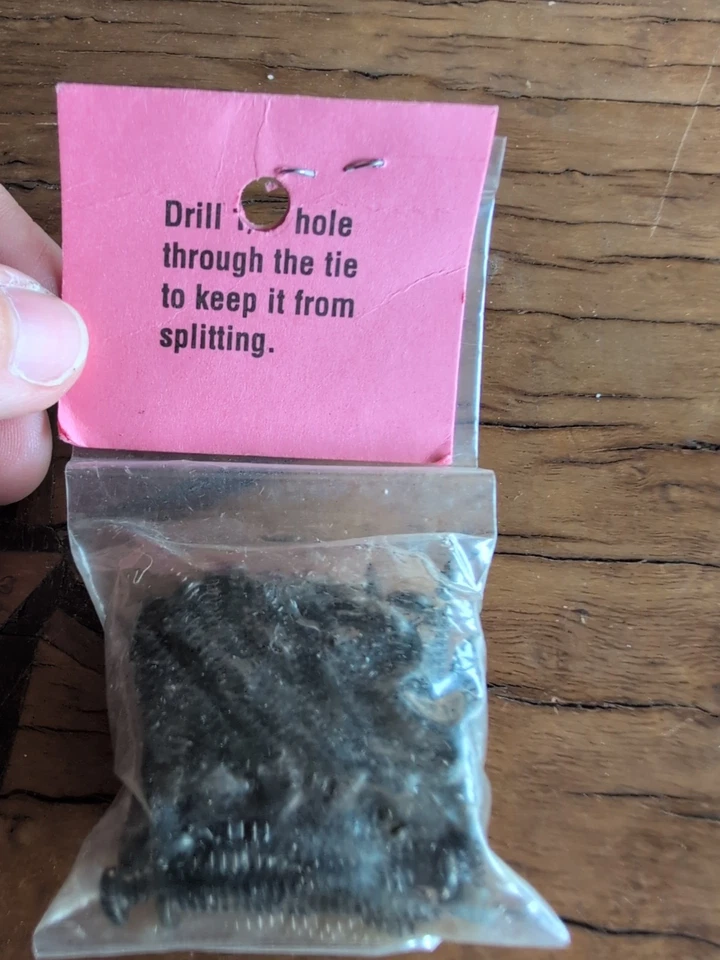 Drill hole
through the tie
to keep it from
splitting.